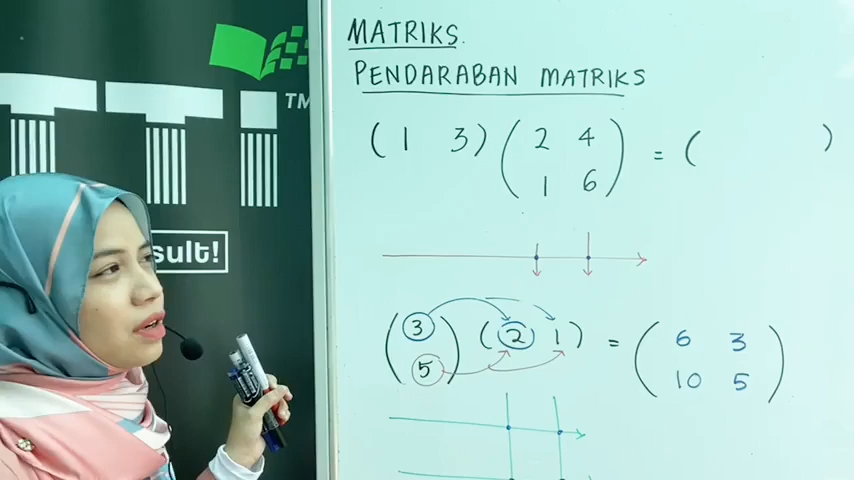 MATRIKS.
PENDARABAN MATRIKS
(1 3) (2 4 = ( )
1 6)
(3 (2 1) = (6 3
5) 10 5)
TTi TM
sult!